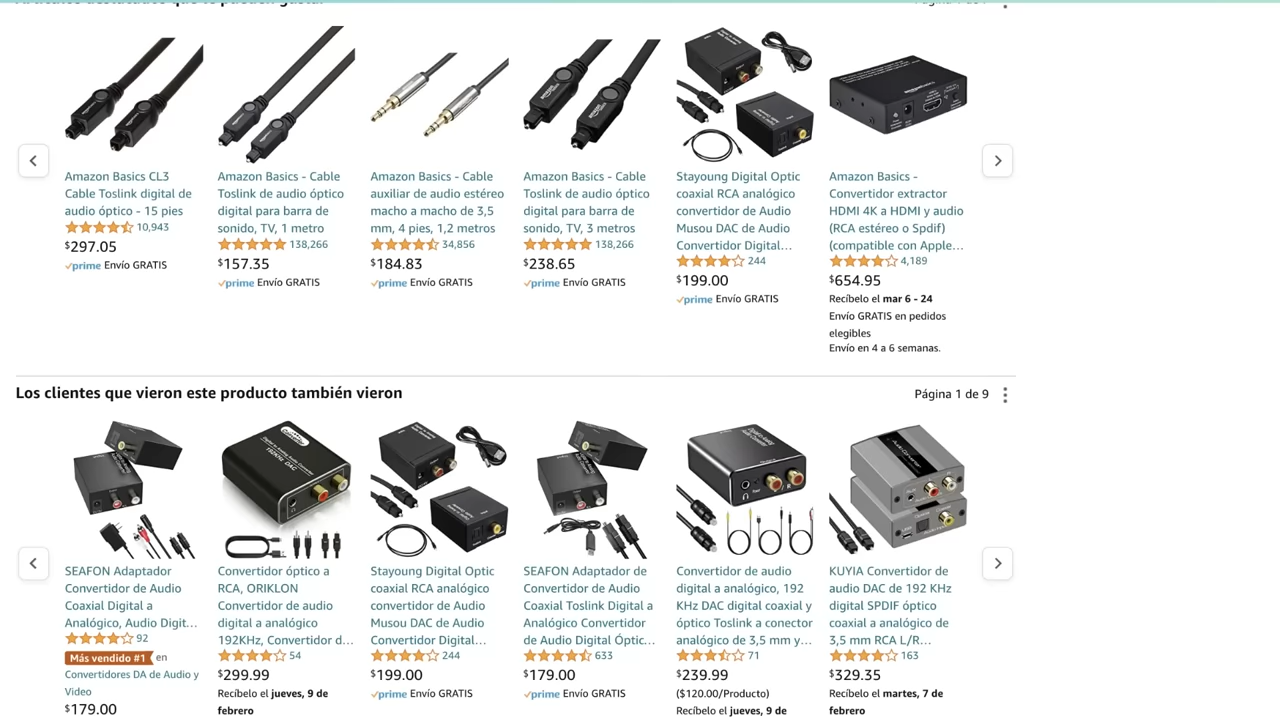 Artículos destacados que te pueden gustar
Amazon Basics CL3
Cable Toslink digital de
audio óptico - 15 pies
10,943
$297.05
prime Envío GRATIS
Amazon Basics - Cable
Toslink de audio óptico
digital para barra de
sonido, TV, 1 metro
138,266
$157.35
prime Envío GRATIS
Amazon Basics - Cable
auxiliar de audio estéreo
macho a macho de 3,5
mm, 4 pies, 1,2 metros
34,856
$184.83
prime Envío GRATIS
Amazon Basics - Cable
Toslink de audio óptico
digital para barra de
sonido, TV, 3 metros
138,266
$238.65
prime Envío GRATIS
Stayoung Digital Optic
coaxial RCA analógico
convertidor de Audio
Musou DAC de Audio
Convertidor Digital...
244
$199.00
prime Envío GRATIS
Amazon Basics -
Convertidor extractor
HDMI 4K a HDMI y audio
(RCA estéreo o Spdif)
(compatible con Apple...
4,189
$654.95
Recíbelo el mar 6 - 24
Envío GRATIS en pedidos
elegibles
Envío en 4 a 6 semanas.
Los clientes que vieron este producto también vieron
Página 1 de 9
SEAFON Adaptador
Convertidor de Audio
Coaxial Digital a
Analógico, Audio Digit...
92
Más vendido #1 en
Convertidores DA de Audio y
Video
$179.00
Convertidor óptico a
RCA, ORIKLON
Convertidor de audio
digital a analógico
192KHz, Convertidor d...
54
$299.99
Recíbelo el jueves, 9 de
febrero
Stayoung Digital Optic
coaxial RCA analógico
convertidor de Audio
Musou DAC de Audio
Convertidor Digital...
244
$199.00
prime Envío GRATIS
SEAFON Adaptador de
Convertidor de Audio
Coaxial Toslink Digital a
Analógico Convertidor
de Audio Digital Óptic...
633
$179.00
prime Envío GRATIS
Convertidor de audio
digital a analógico, 192
KHz DAC digital coaxial y
óptico Toslink a conector
analógico de 3,5 mm y...
71
$239.99
($120.00/Producto)
Recíbelo el jueves, 9 de
KUYIA Convertidor de
audio DAC de 192 KHz
digital SPDIF óptico
coaxial a analógico de
3,5 mm RCA L/R...
163
$329.35
Recíbelo el martes, 7 de
febrero